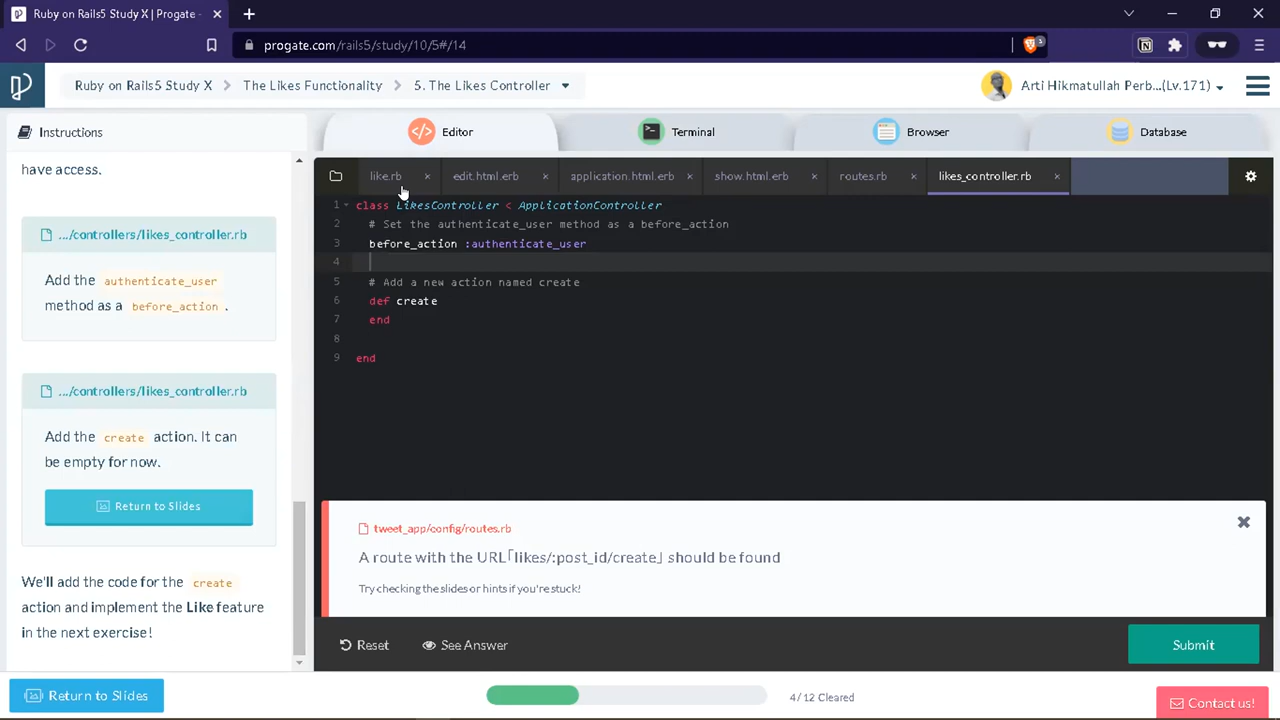 Ruby on Rails5 Study X | Progate -
progate.com/rails5/study/10/5#/14
3
Ruby on Rails5 Study X > The Likes Functionality > 5. The Likes Controller
Arti Hikmatullah Perb...(Lv.171)
Instructions
have access.
.../controllers/likes_controller.rb
Add the authenticate_user
method as a before_action .
.../controllers/likes_controller.rb
Add the create action. It can
be empty for now.
Return to Slides
We'll add the code for the create
action and implement the Like feature
in the next exercise!
Editor
Terminal
Browser
Database
like.rb
edit.html.erb
application.html.erb
show.html.erb
routes.rb
likes_controller.rb
1 class LikesController < ApplicationController
2 # Set the authenticate_user method as a before_action
3 before_action :authenticate_user
4
5 # Add a new action named create
6 def create
7 end
8
9 end
tweet_app/config/routes.rb
A route with the URL「likes/:post_id/create」 should be found
Try checking the slides or hints if you're stuck!
Reset
See Answer
Submit
Return to Slides
4/12 Cleared
Contact us!